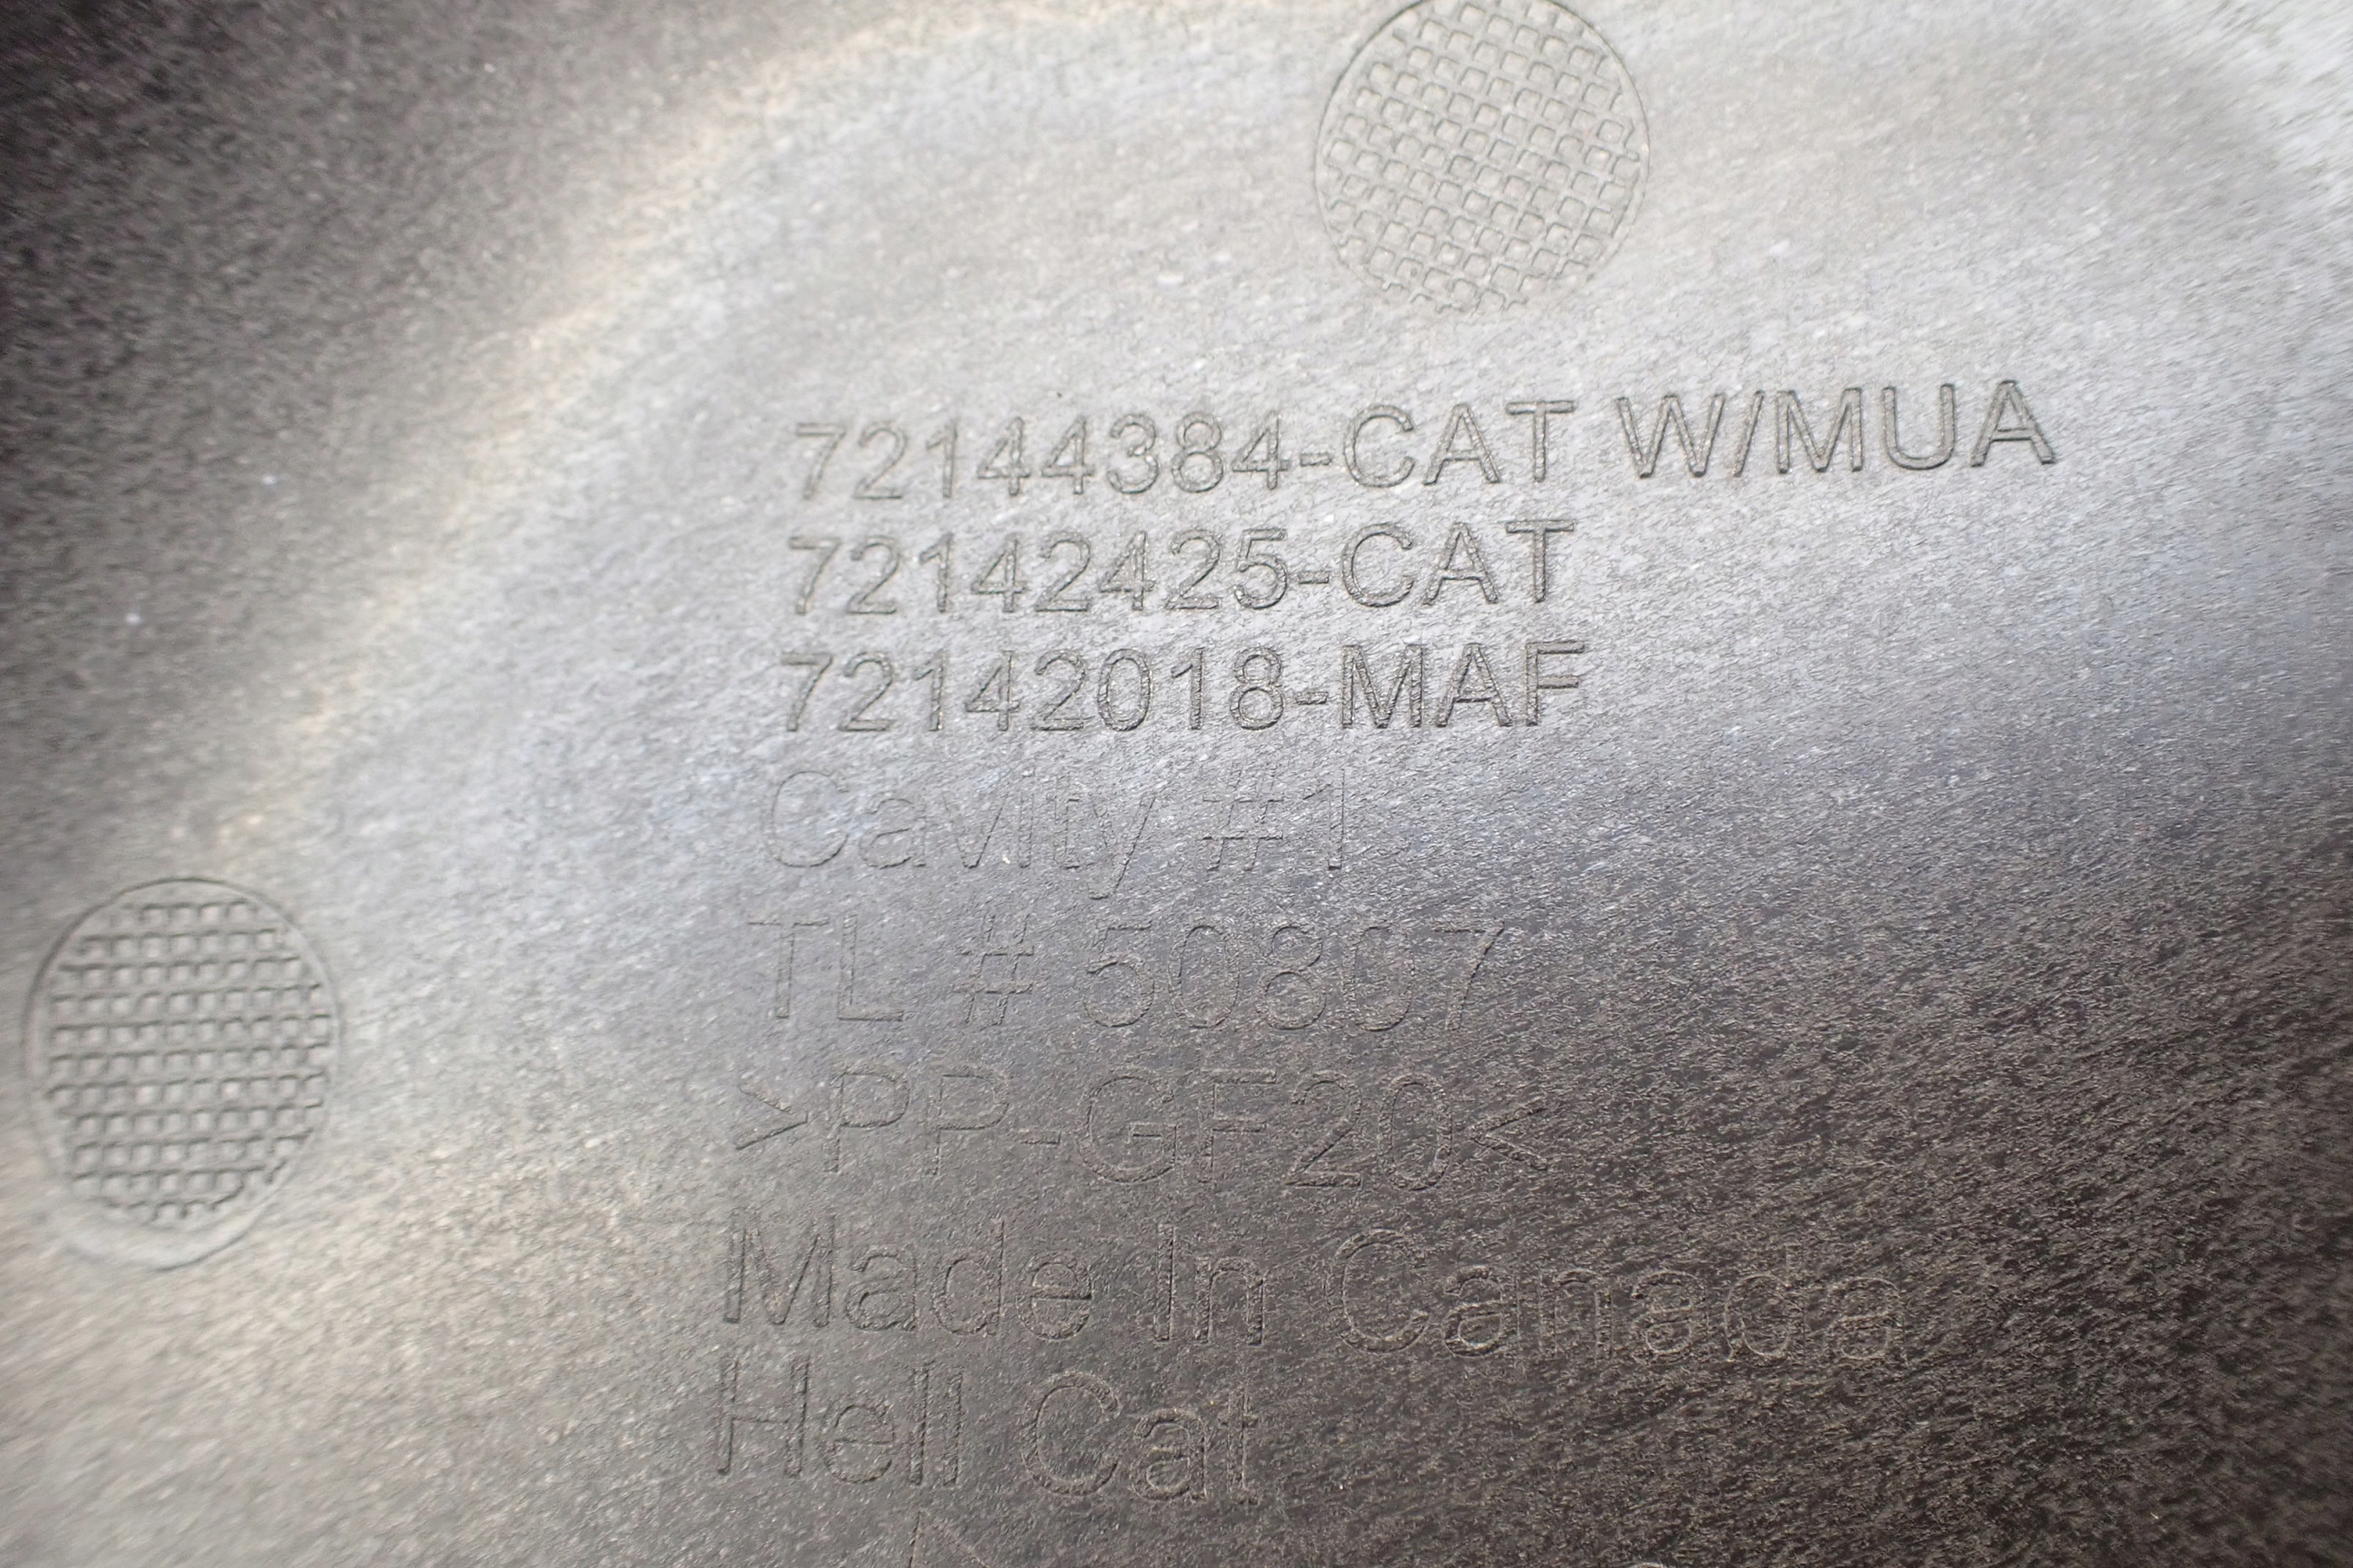 72144384-CAT W/MUA
72142425-CAT
72142018-MAF
Cavity #1
TL # 50807
>PP-GF20<
Made In Canada
Hell Cat